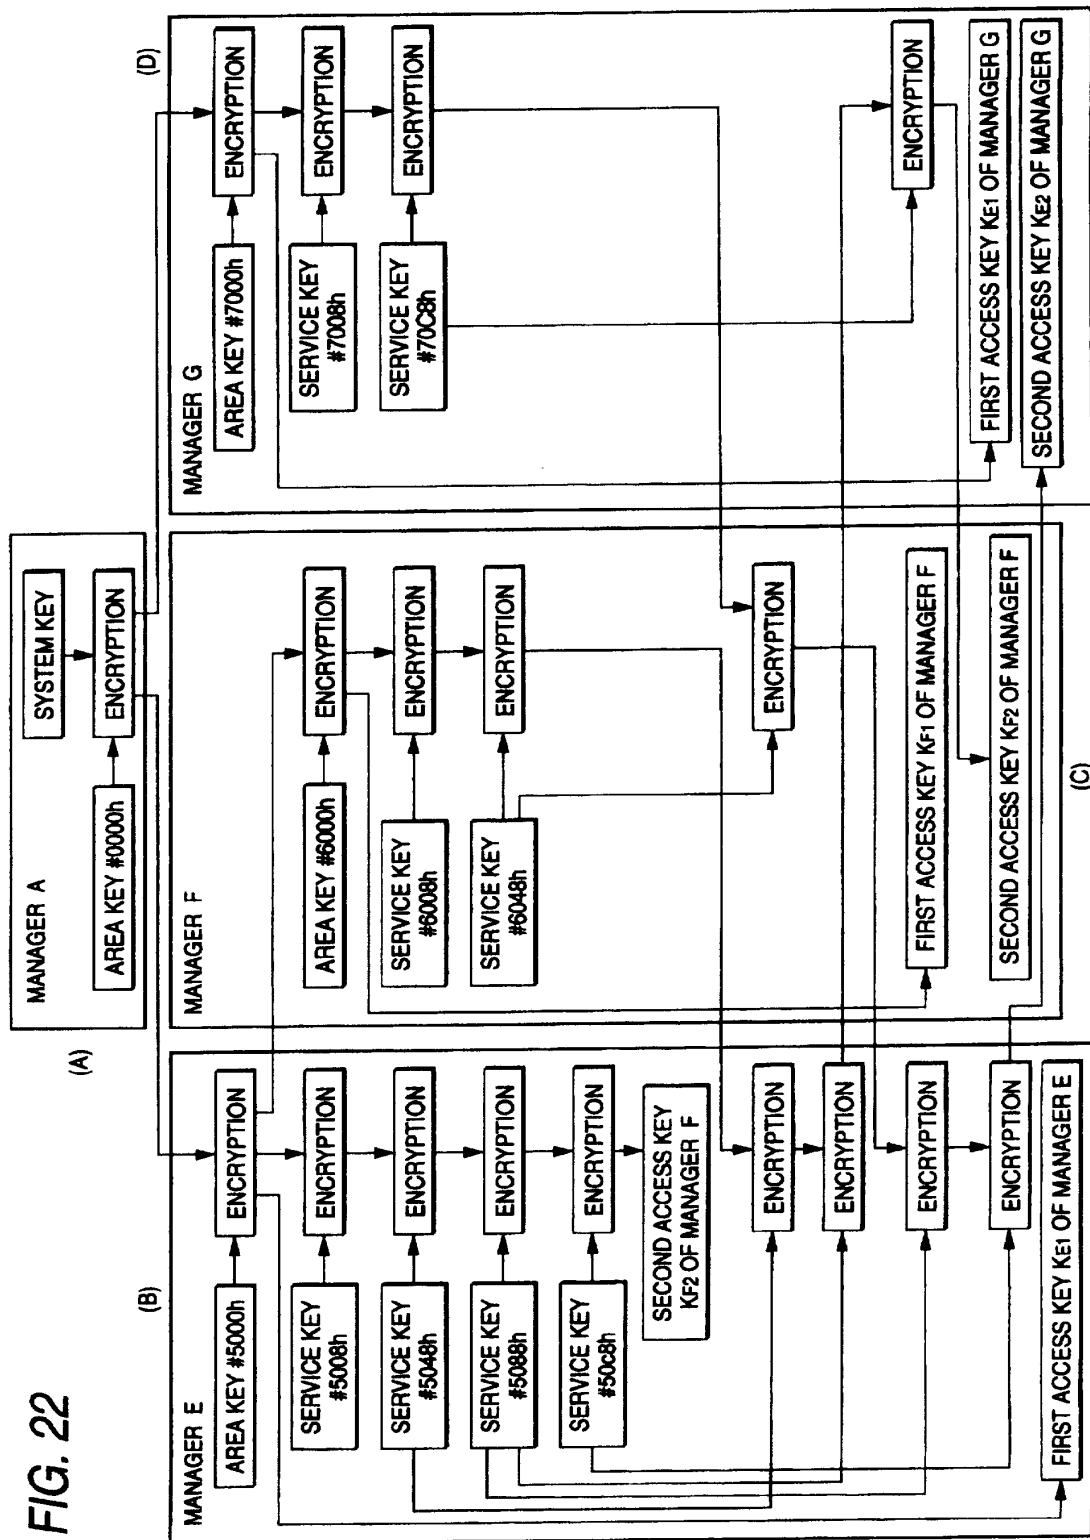 FIG. 22
(A)
MANAGER A
SYSTEM KEY
AREA KEY #0000h
ENCRYPTION
(B)
MANAGER E
AREA KEY #5000h
ENCRYPTION
SERVICE KEY
#5008h
ENCRYPTION
SERVICE KEY
#5048h
ENCRYPTION
SERVICE KEY
#5088h
ENCRYPTION
SERVICE KEY
#50c8h
ENCRYPTION
SECOND ACCESS KEY
KF2 OF MANAGER F
ENCRYPTION
ENCRYPTION
ENCRYPTION
ENCRYPTION
FIRST ACCESS KEY KE1 OF MANAGER E
MANAGER F
AREA KEY #6000h
ENCRYPTION
SERVICE KEY
#6008h
ENCRYPTION
SERVICE KEY
#6048h
ENCRYPTION
ENCRYPTION
FIRST ACCESS KEY KF1 OF MANAGER F
SECOND ACCESS KEY KF2 OF MANAGER F
(C)
(D)
MANAGER G
AREA KEY #7000h
ENCRYPTION
SERVICE KEY
#7008h
ENCRYPTION
SERVICE KEY
#70C8h
ENCRYPTION
ENCRYPTION
FIRST ACCESS KEY KE1 OF MANAGER G
SECOND ACCESS KEY KE2 OF MANAGER G